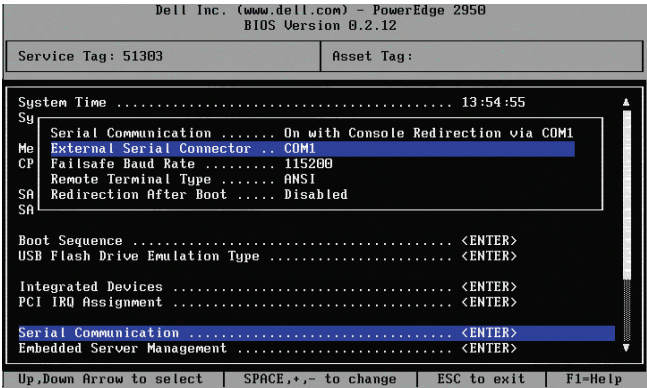 Dell Inc. (www.dell.com) - PowerEdge 2950
BIOS Version 0.2.12
Service Tag: 51303 Asset Tag:
System Time ........................................... 13:54:55
Sy
Serial Communication ....... On with Console Redirection via COM1
Me External Serial Connector .. COM1
CP Failsafe Baud Rate ......... 115200
Remote Terminal Type ....... ANSI
SA Redirection After Boot ..... Disabled
SA
Boot Sequence ......................................... <ENTER>
USB Flash Drive Emulation Type ........................ <ENTER>
Integrated Devices .................................... <ENTER>
PCI IRQ Assignment .................................... <ENTER>
Serial Communication .................................. <ENTER>
Embedded Server Management ............................ <ENTER>
Up,Down Arrow to select SPACE,+,- to change ESC to exit F1=Help